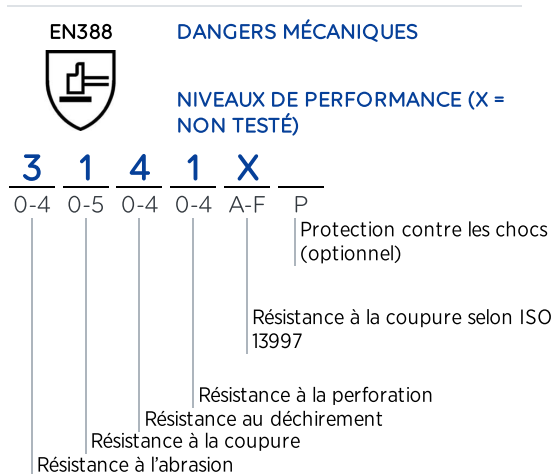 EN388
DANGERS MÉCANIQUES
NIVEAUX DE PERFORMANCE (X =
NON TESTÉ)
3 1 4 1 X
0-4 0-5 0-4 0-4 A-F P
Protection contre les chocs
(optionnel)
Résistance à la coupure selon ISO
13997
Résistance à la perforation
Résistance au déchirement
Résistance à la coupure
Résistance à l’abrasion